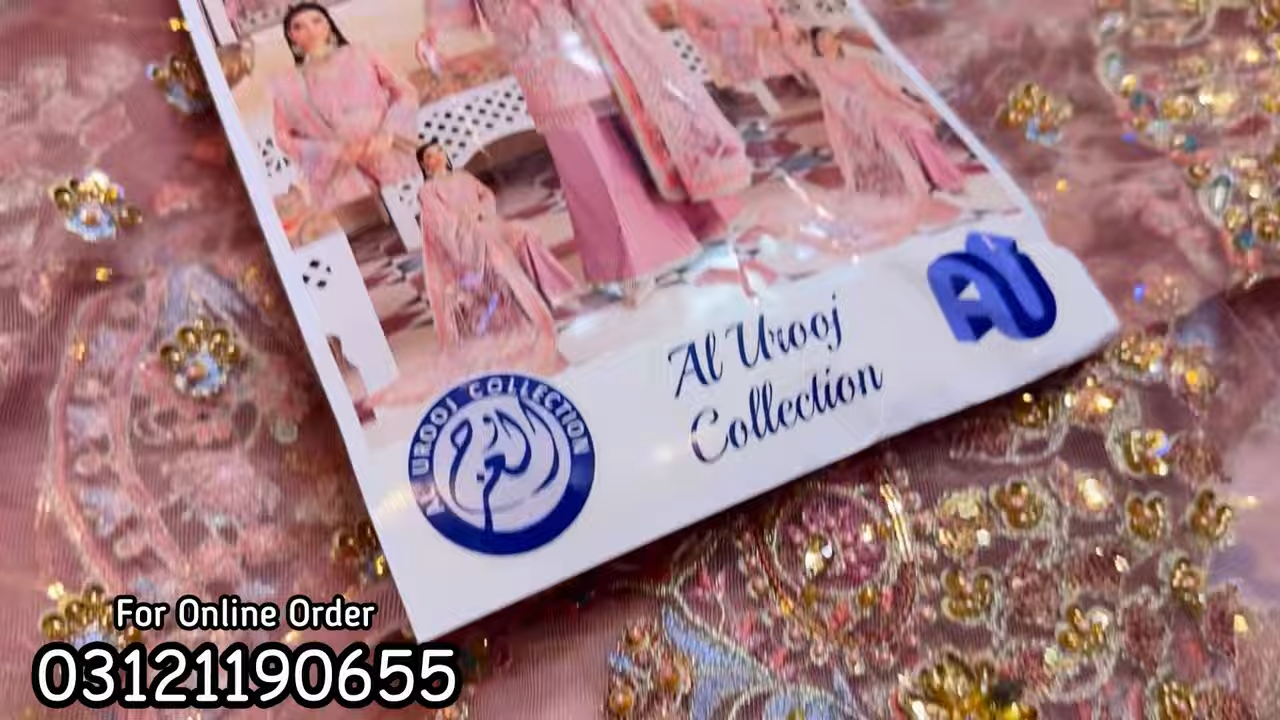 Al Urooj
Collection
AU
AL UROOJ COLLECTION
العروج
For Online Order
03121190655